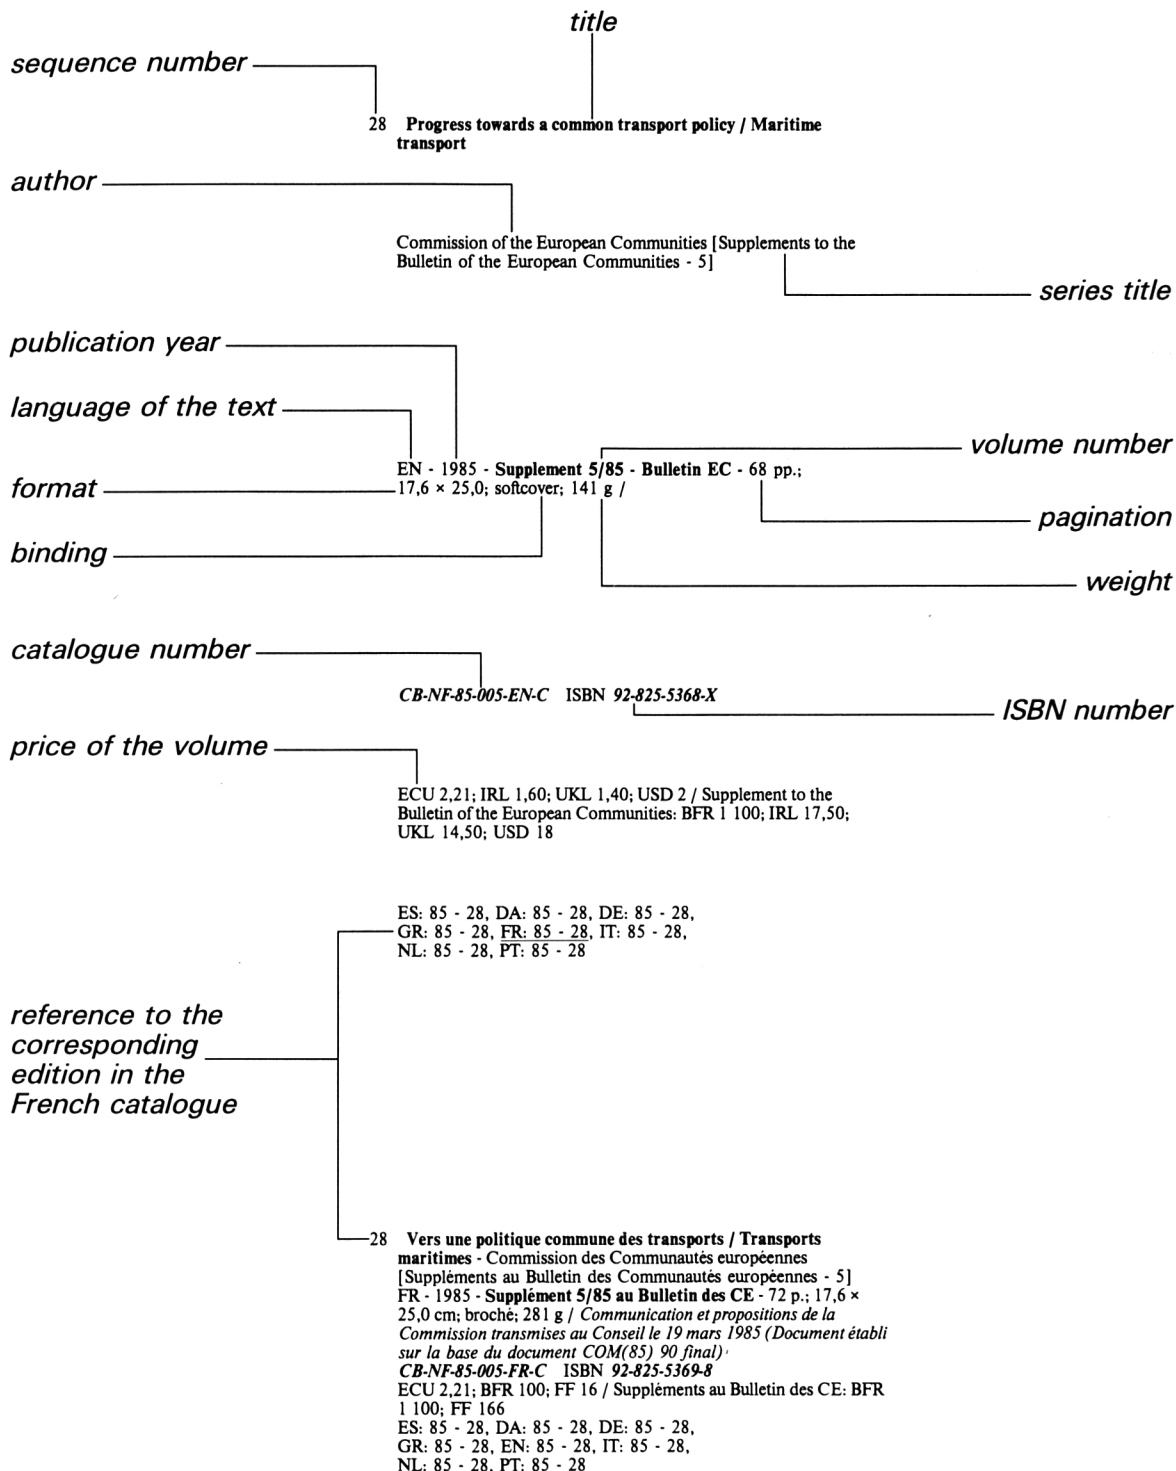 title
sequence number
28 Progress towards a common transport policy / Maritime
transport
author
Commission of the European Communities [Supplements to the
Bulletin of the European Communities - 5]
series title
publication year
language of the text
volume number
EN - 1985 - Supplement 5/85 - Bulletin EC - 68 pp.;
format
17,6 × 25,0; softcover; 141 g /
pagination
binding
weight
catalogue number
CB-NF-85-005-EN-C ISBN 92-825-5368-X
ISBN number
price of the volume
ECU 2,21; IRL 1,60; UKL 1,40; USD 2 / Supplement to the
Bulletin of the European Communities: BFR 1 100; IRL 17,50;
UKL 14,50; USD 18
ES: 85 - 28, DA: 85 - 28, DE: 85 - 28,
GR: 85 - 28, FR: 85 - 28, IT: 85 - 28,
NL: 85 - 28, PT: 85 - 28
reference to the
corresponding
edition in the
French catalogue
28 Vers une politique commune des transports / Transports
maritimes - Commission des Communautés européennes
[Suppléments au Bulletin des Communautés européennes - 5]
FR - 1985 - Supplément 5/85 au Bulletin des CE - 72 p.; 17,6 ×
25,0 cm; broché; 281 g / Communication et propositions de la
Commission transmises au Conseil le 19 mars 1985 (Document établi
sur la base du document COM(85) 90 final)
CB-NF-85-005-FR-C ISBN 92-825-5369-8
ECU 2,21; BFR 100; FF 16 / Suppléments au Bulletin des CE: BFR
1 100; FF 166
ES: 85 - 28, DA: 85 - 28, DE: 85 - 28,
GR: 85 - 28, EN: 85 - 28, IT: 85 - 28,
NL: 85 - 28, PT: 85 - 28